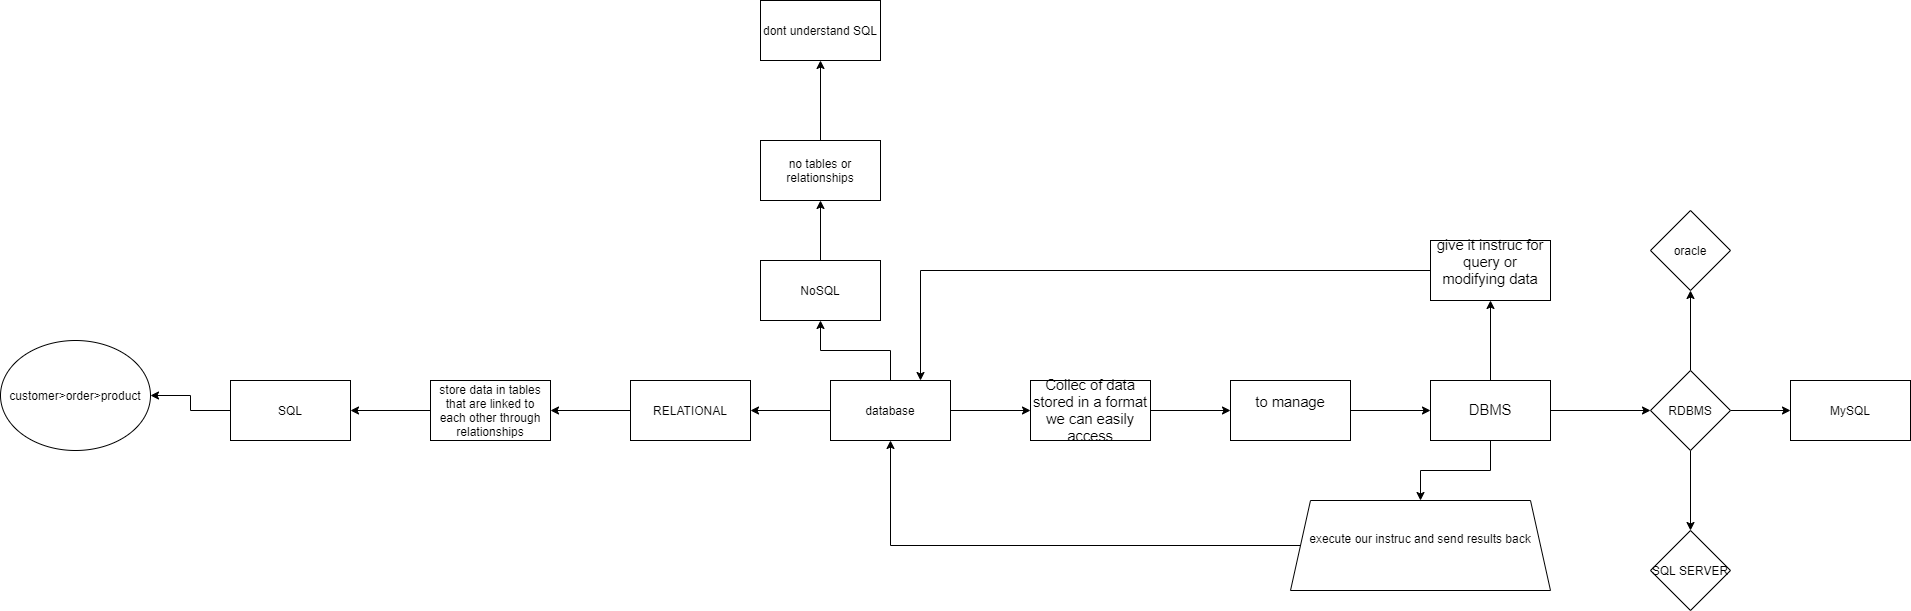 dont understand SQL
no tables or
relationships
NoSQL
give it instruc for
query or
modifying data
oracle
customer>order>product
SQL
store data in tables
that are linked to
each other through
relationships
RELATIONAL
database
Collec of data
stored in a format
we can easily
access
to manage
DBMS
RDBMS
MySQL
execute our instruc and send results back
SQL SERVER